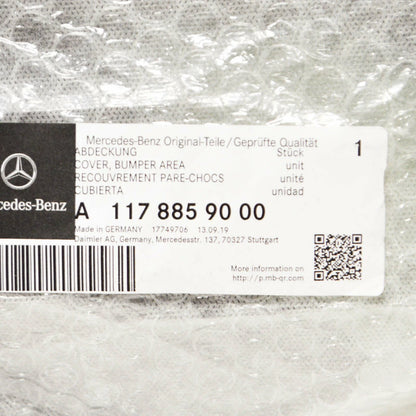 Mercedes-Benz Original-Teile/Geprüfte Qualität
ABDECKUNG Stück 1
COVER, BUMPER AREA unit
RECOUVREMENT PARE-CHOCS unité
CUBIERTA unidad
cedes-Benz
A 117 885 90 00
Made in GERMANY 17749706 13.09.19
Daimler AG, Germany, Mercedesstr. 137, 70327 Stuttgart
More information on
http://p.mb-qr.com/